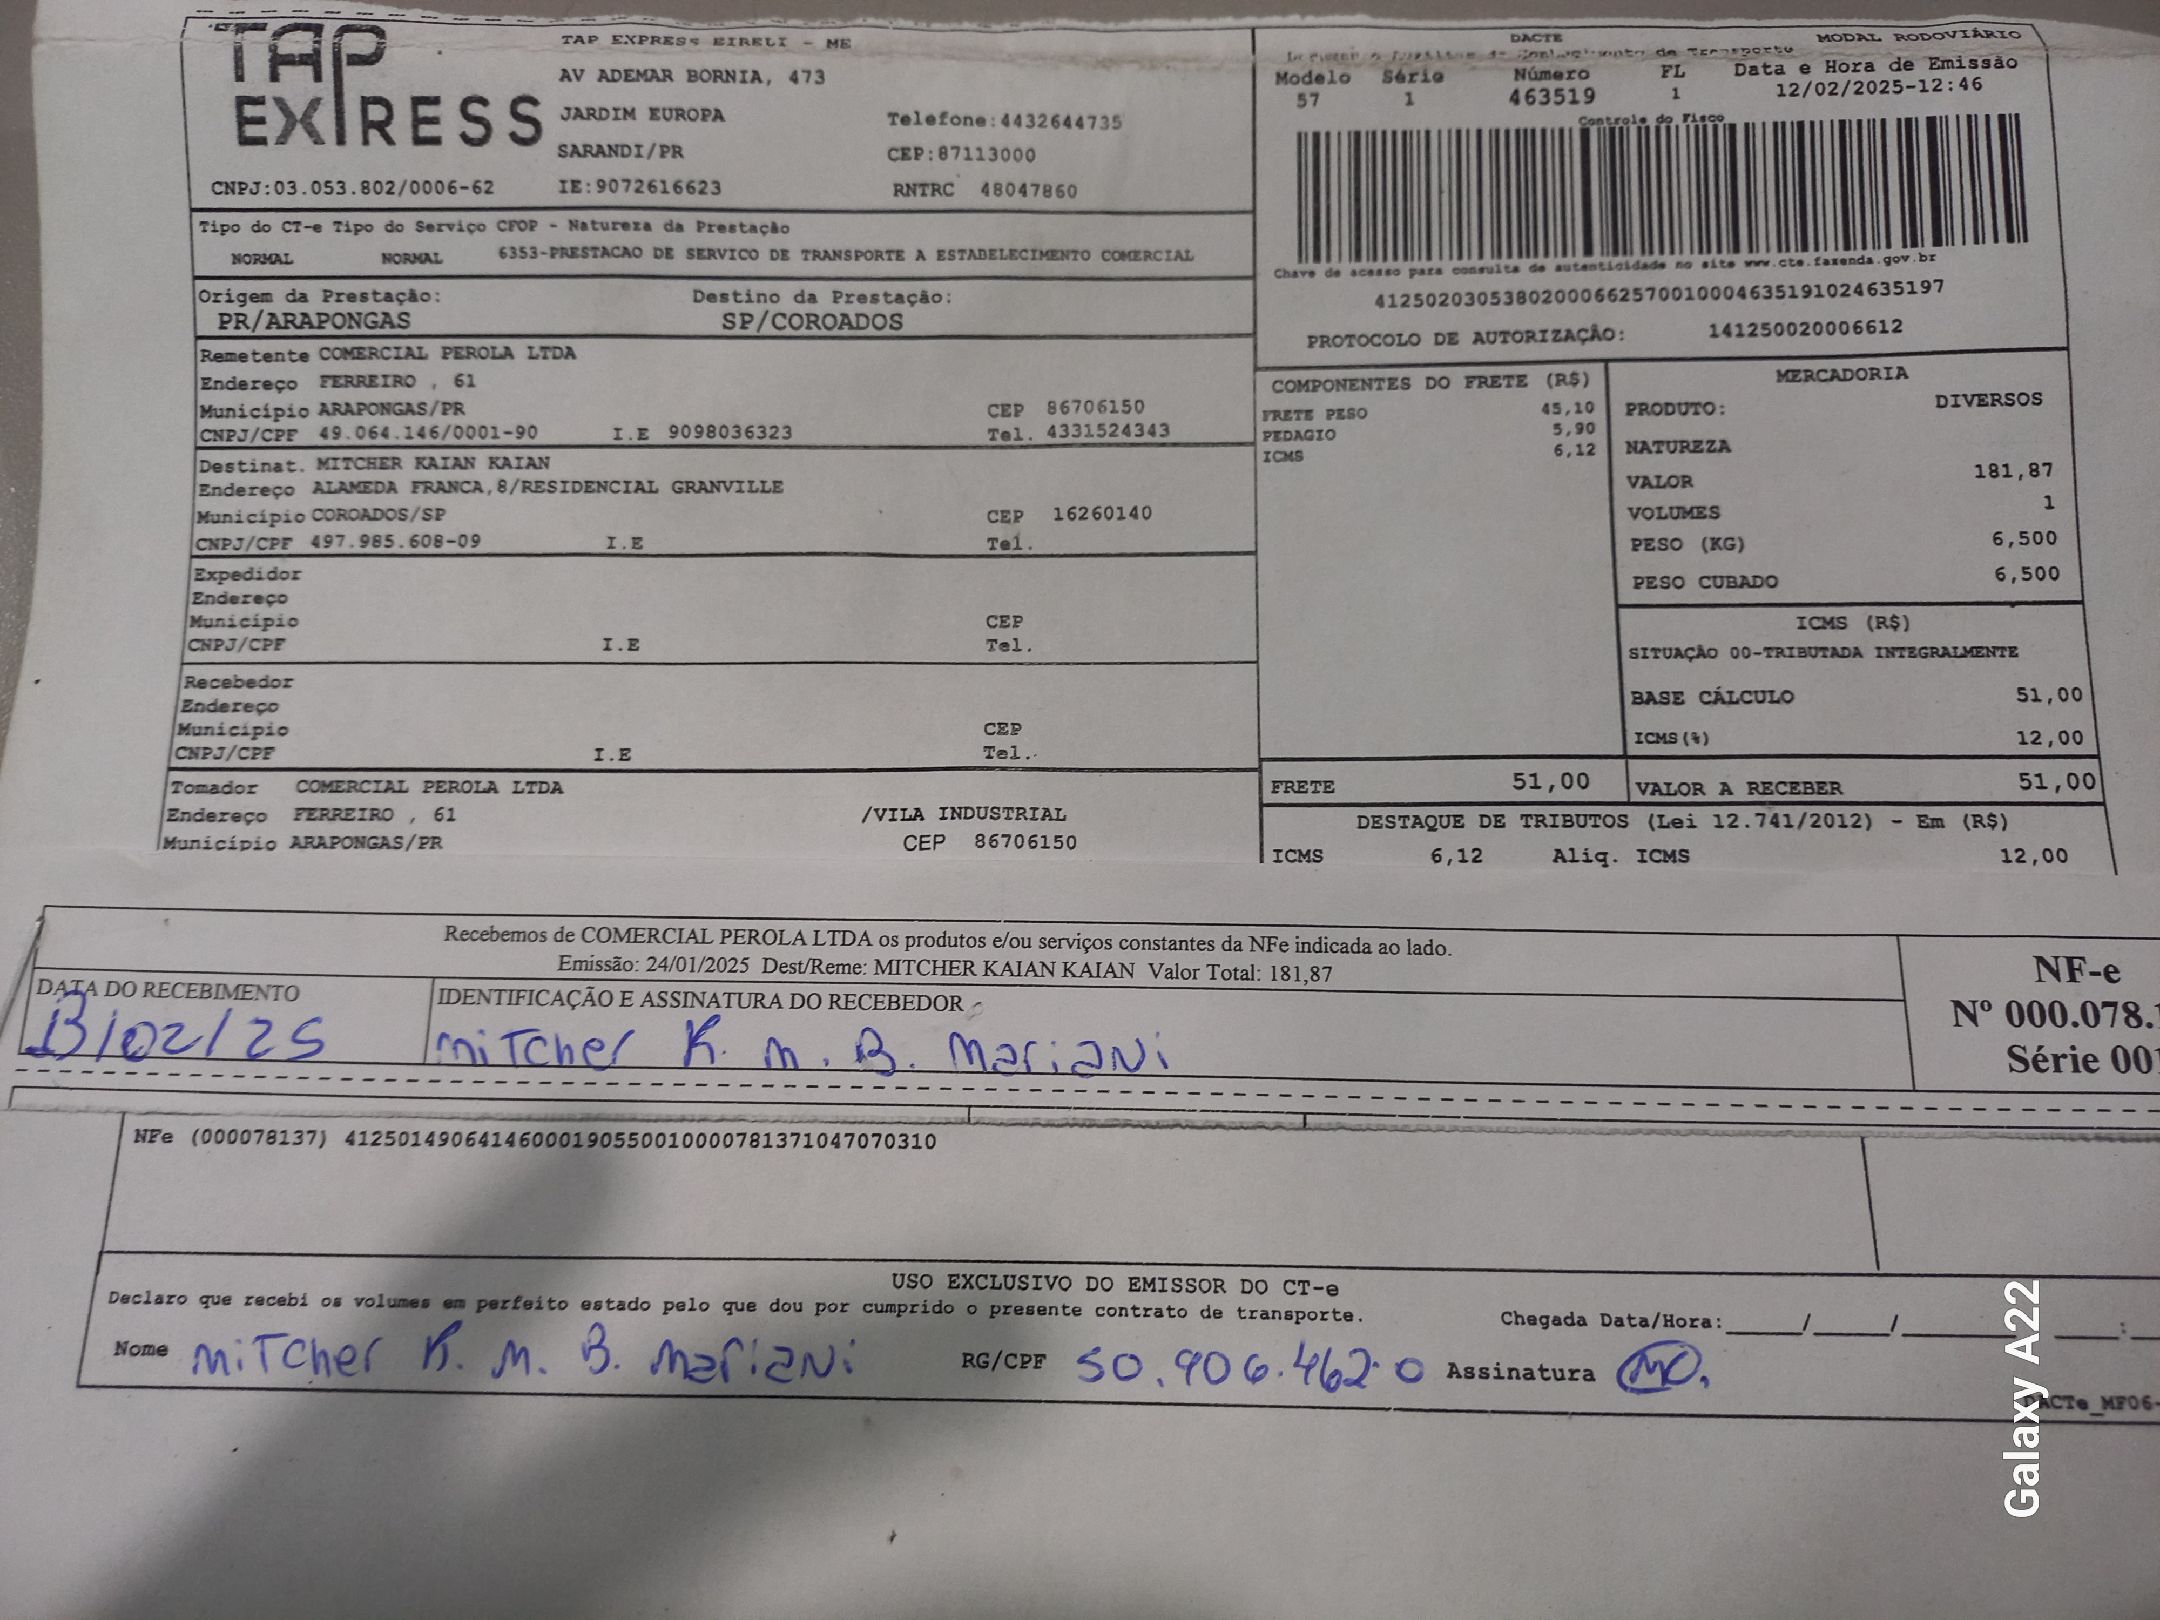 TAP EXPRESS
TAP EXPRESS EIRELI - ME
AV ADEMAR BORNIA, 473
JARDIM EUROPA Telefone:4432644735
SARANDI/PR CEP:87113000
CNPJ:03.053.802/0006-62 IE:9072616623 RNTRC 48047860
DACTE MODAL RODOVIÁRIO
de Transporte
Modelo Série Número FL Data e Hora de Emissão
57 1 463519 1 12/02/2025-12:46
Controle do Fisco
Chave de acesso para consulta de autenticidade no site www.cte.fazenda.gov.br
41250203053802000662570010004635191024635197
PROTOCOLO DE AUTORIZAÇÃO: 141250020006612
Tipo do CT-e Tipo do Serviço CFOP - Natureza da Prestação
NORMAL NORMAL 6353-PRESTACAO DE SERVICO DE TRANSPORTE A ESTABELECIMENTO COMERCIAL
Origem da Prestação: Destino da Prestação:
PR/ARAPONGAS SP/COROADOS
Remetente COMERCIAL PEROLA LTDA
Endereço FERREIRO , 61
Município ARAPONGAS/PR CEP 86706150
CNPJ/CPF 49.064.146/0001-90 I.E 9098036323 Tel. 4331524343
Destinat. MITCHER KAIAN KAIAN
Endereço ALAMEDA FRANCA,8/RESIDENCIAL GRANVILLE
Município COROADOS/SP CEP 16260140
CNPJ/CPF 497.985.608-09 I.E Tel.
Expedidor
Endereço
Município CEP
CNPJ/CPF I.E Tel.
Recebedor
Endereço
Município CEP
CNPJ/CPF I.E Tel.
Tomador COMERCIAL PEROLA LTDA
Endereço FERREIRO , 61 /VILA INDUSTRIAL
Município ARAPONGAS/PR CEP 86706150
COMPONENTES DO FRETE (R$)
FRETE PESO 45,10
PEDAGIO 5,90
ICMS 6,12
MERCADORIA
PRODUTO: DIVERSOS
NATUREZA
VALOR 181,87
VOLUMES 1
PESO (KG) 6,500
PESO CUBADO 6,500
ICMS (R$)
SITUAÇÃO 00-TRIBUTADA INTEGRALMENTE
BASE CÁLCULO 51,00
ICMS(%) 12,00
FRETE 51,00 VALOR A RECEBER 51,00
DESTAQUE DE TRIBUTOS (Lei 12.741/2012) - Em (R$)
ICMS 6,12 Aliq. ICMS 12,00
Recebemos de COMERCIAL PEROLA LTDA os produtos e/ou serviços constantes da NFe indicada ao lado.
Emissão: 24/01/2025 Dest/Reme: MITCHER KAIAN KAIAN Valor Total: 181,87
DATA DO RECEBIMENTO IDENTIFICAÇÃO E ASSINATURA DO RECEBEDOR
13/02/25 Mitcher K. M. B. Mariani
NF-e
Nº 000.078.
Série 001
NFe (000078137) 41250149064146000190550010000781371047070310
USO EXCLUSIVO DO EMISSOR DO CT-e
Declaro que recebi os volumes em perfeito estado pelo que dou por cumprido o presente contrato de transporte.
Chegada Data/Hora:____/____/______ ___:
Nome Mitcher K. M. B. Mariani RG/CPF 50.906.462-0 Assinatura
DACTe_MF06-
Galaxy A22